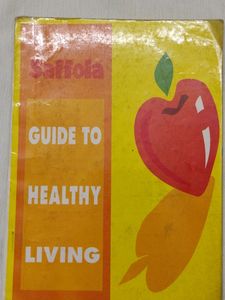 Saffola
GUIDE TO
HEALTHY
LIVING